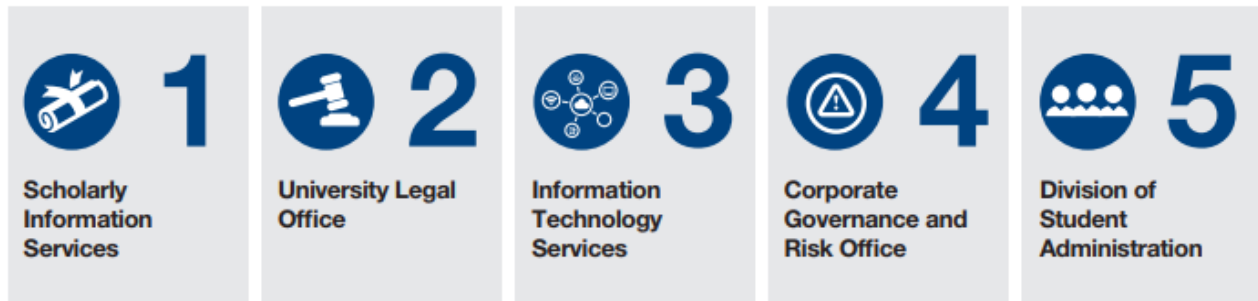 1
Scholarly
Information
Services
2
University Legal
Office
3
Information
Technology
Services
4
Corporate
Governance and
Risk Office
5
Division of
Student
Administration